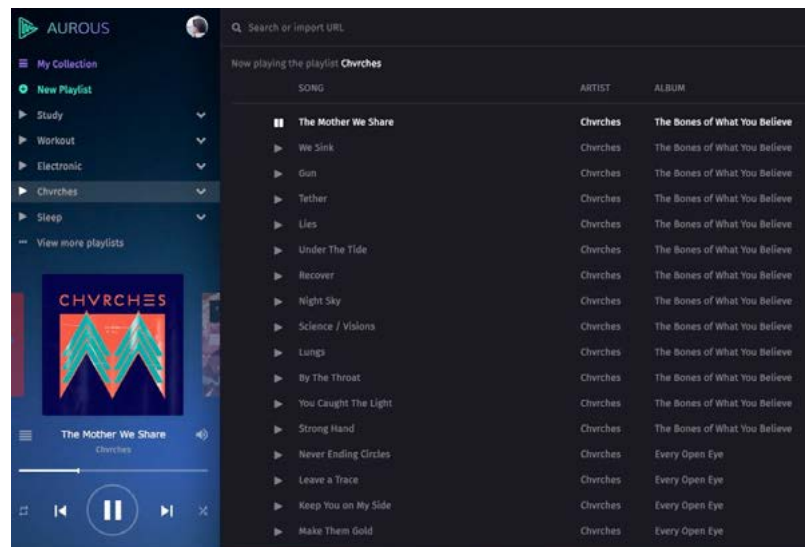 AUROUS
My Collection
New Playlist
Study
Workout
Electronic
Chvrches
Sleep
View more playlists
CHVRCHΞS
The Mother We Share
Chvrches
Search or import URL
Now playing the playlist Chvrches
SONG ARTIST ALBUM
The Mother We Share Chvrches The Bones of What You Believe
We Sink Chvrches The Bones of What You Believe
Gun Chvrches The Bones of What You Believe
Tether Chvrches The Bones of What You Believe
Lies Chvrches The Bones of What You Believe
Under The Tide Chvrches The Bones of What You Believe
Recover Chvrches The Bones of What You Believe
Night Sky Chvrches The Bones of What You Believe
Science / Visions Chvrches The Bones of What You Believe
Lungs Chvrches The Bones of What You Believe
By The Throat Chvrches The Bones of What You Believe
You Caught The Light Chvrches The Bones of What You Believe
Strong Hand Chvrches The Bones of What You Believe
Never Ending Circles Chvrches Every Open Eye
Leave a Trace Chvrches Every Open Eye
Keep You on My Side Chvrches Every Open Eye
Make Them Gold Chvrches Every Open Eye